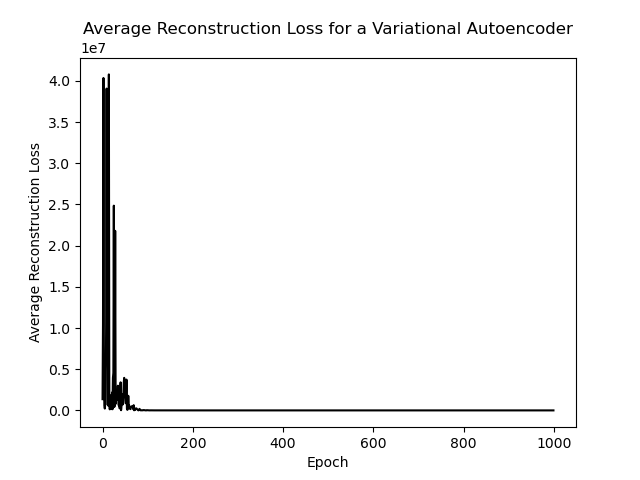 Average Reconstruction Loss for a Variational Autoencoder
1e7
4.0
3.5
3.0
2.5
2.0
1.5
1.0
0.5
0.0
Average Reconstruction Loss
0 200 400 600 800 1000
Epoch